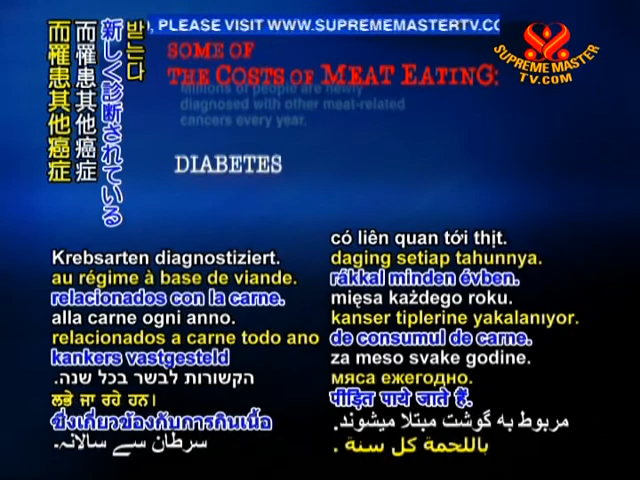 , PLEASE VISIT WWW.SUPREMEMASTERTV.CO
SUPREME MASTER
TV.COM
SOME OF
THE COSTS OF MEAT EATING:
Millions of people are newly
diagnosed with other meat-related
cancers every year.
DIABETES
받는다
新しく診断されている
而罹患其他癌症
而罹患其他癌症
Krebsarten diagnostiziert.
au régime à base de viande.
relacionados con la carne.
alla carne ogni anno.
relacionados a carne todo ano
kankers vastgesteld
הקשורות לבשר בכל שנה.
ਲਭੇ ਜਾ ਰਹੇ ਹਨ।
ซึ่งเกี่ยวข้องกับการกินเนื้อ
سرطان سے سالانہ.
có liên quan tới thịt.
daging setiap tahunnya.
rákkal minden évben.
mięsa każdego roku.
kanser tiplerine yakalanıyor.
de consumul de carne.
za meso svake godine.
мяса ежегодно.
पीड़ित पाये जाते हैं.
مربوط به گوشت مبتلا میشوند.
باللحمة كل سنة .